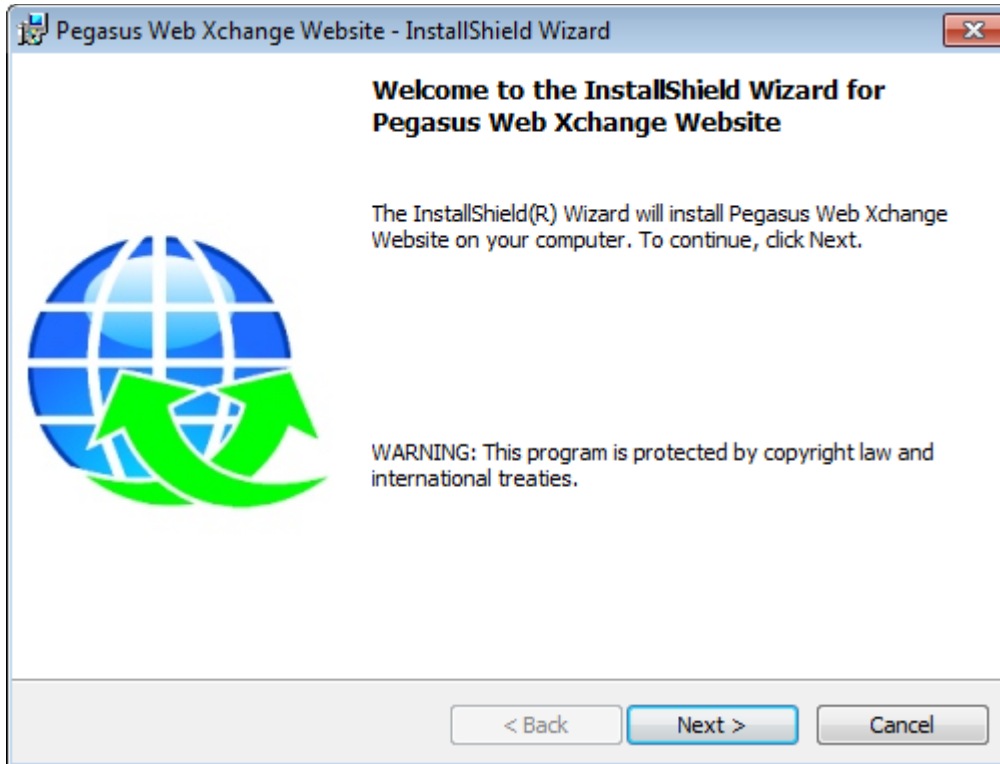 Pegasus Web Xchange Website - InstallShield Wizard
Welcome to the InstallShield Wizard for
Pegasus Web Xchange Website
The InstallShield(R) Wizard will install Pegasus Web Xchange
Website on your computer. To continue, click Next.
WARNING: This program is protected by copyright law and
international treaties.
< Back Next > Cancel